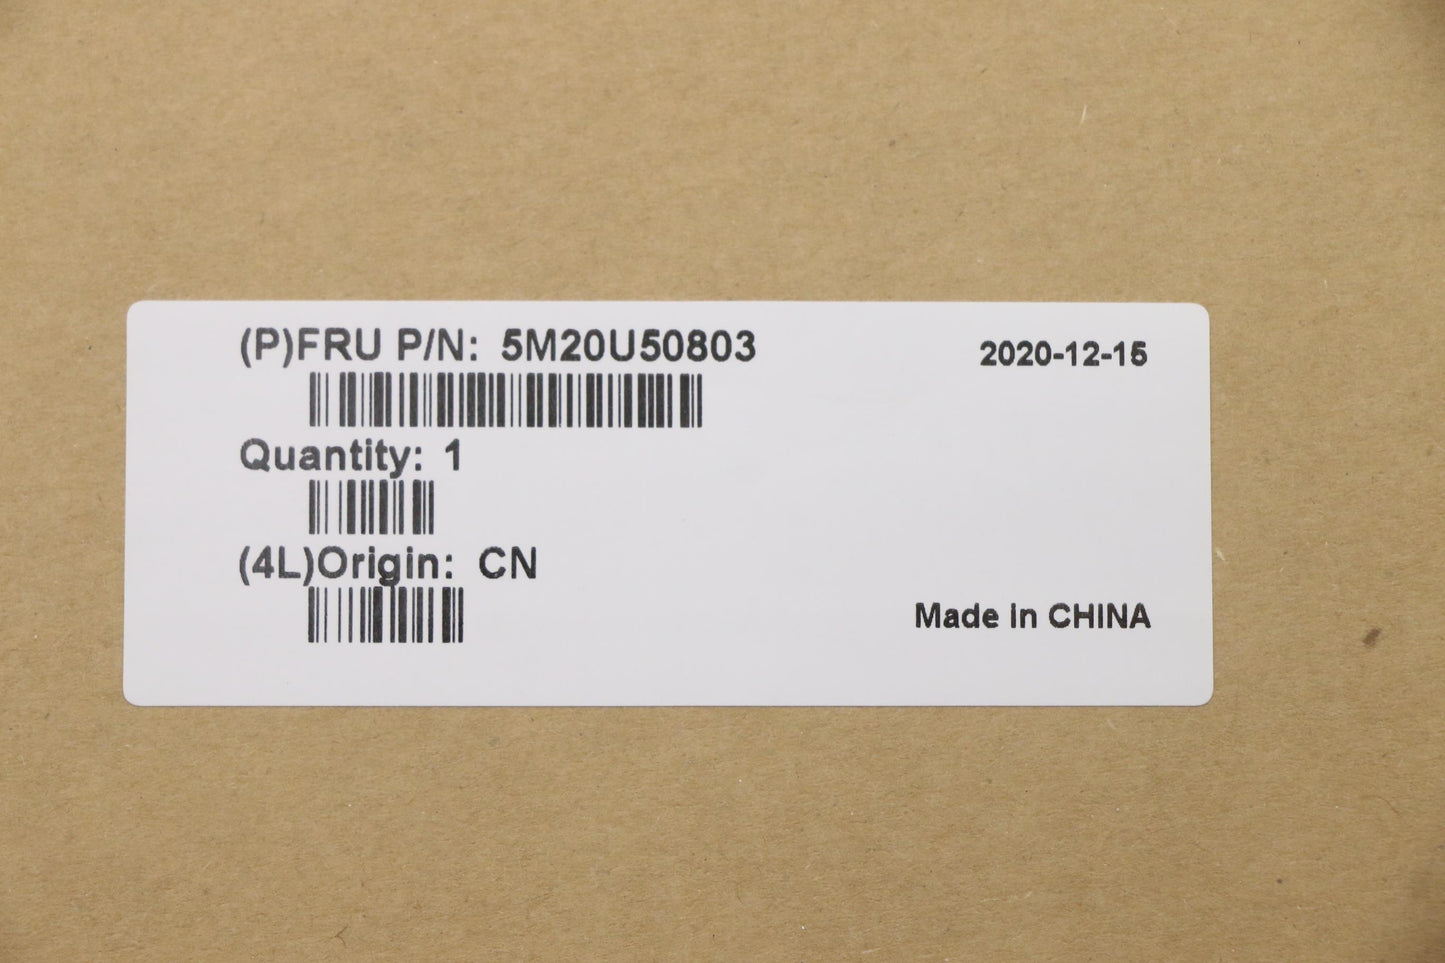 (P)FRU P/N: 5M20U50803
2020-12-15
Quantity: 1
(4L)Origin: CN
Made in CHINA